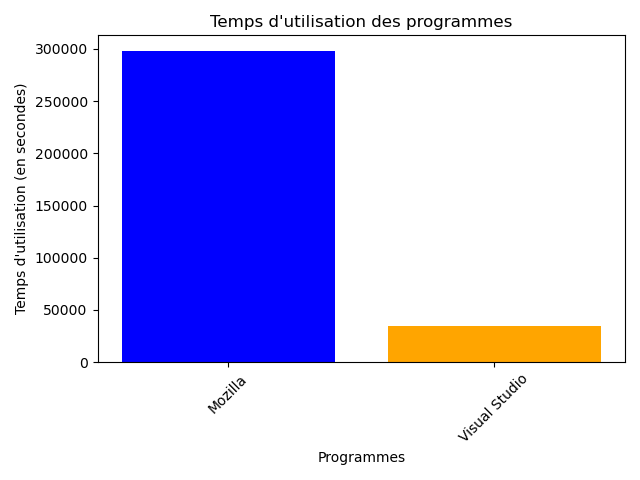 Temps d'utilisation des programmes
Temps d'utilisation (en secondes)
300000
250000
200000
150000
100000
50000
0
Mozilla
Visual Studio
Programmes